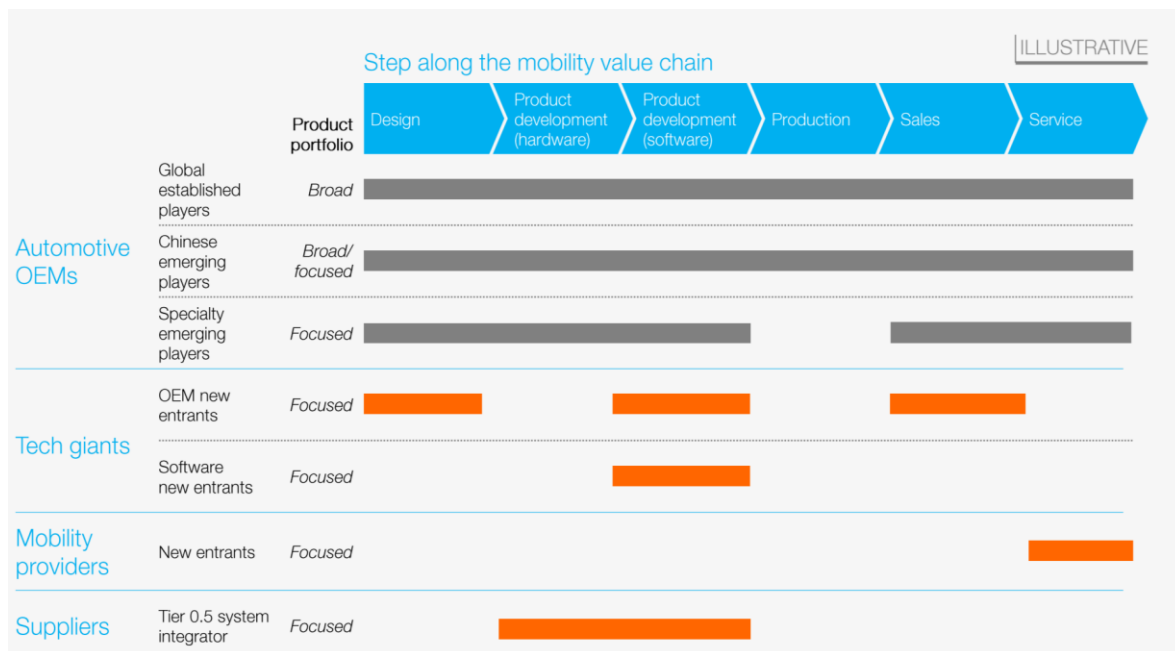 ILLUSTRATIVE
Step along the mobility value chain
Product
portfolio
Design
Product
development
(hardware)
Product
development
(software)
Production
Sales
Service
Automotive
OEMs
Global
established
players
Broad
Chinese
emerging
players
Broad/
focused
Specialty
emerging
players
Focused
Tech giants
OEM new
entrants
Focused
Software
new entrants
Focused
Mobility
providers
New entrants
Focused
Suppliers
Tier 0.5 system
integrator
Focused